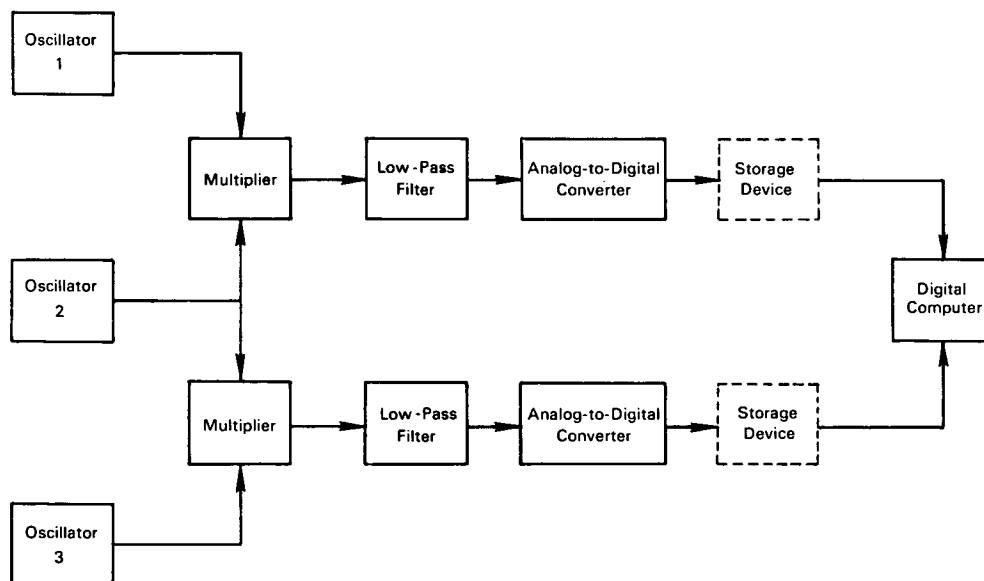 Oscillator
1
Multiplier
Low-Pass
Filter
Analog-to-Digital
Converter
Storage
Device
Oscillator
2
Digital
Computer
Multiplier
Low-Pass
Filter
Analog-to-Digital
Converter
Storage
Device
Oscillator
3